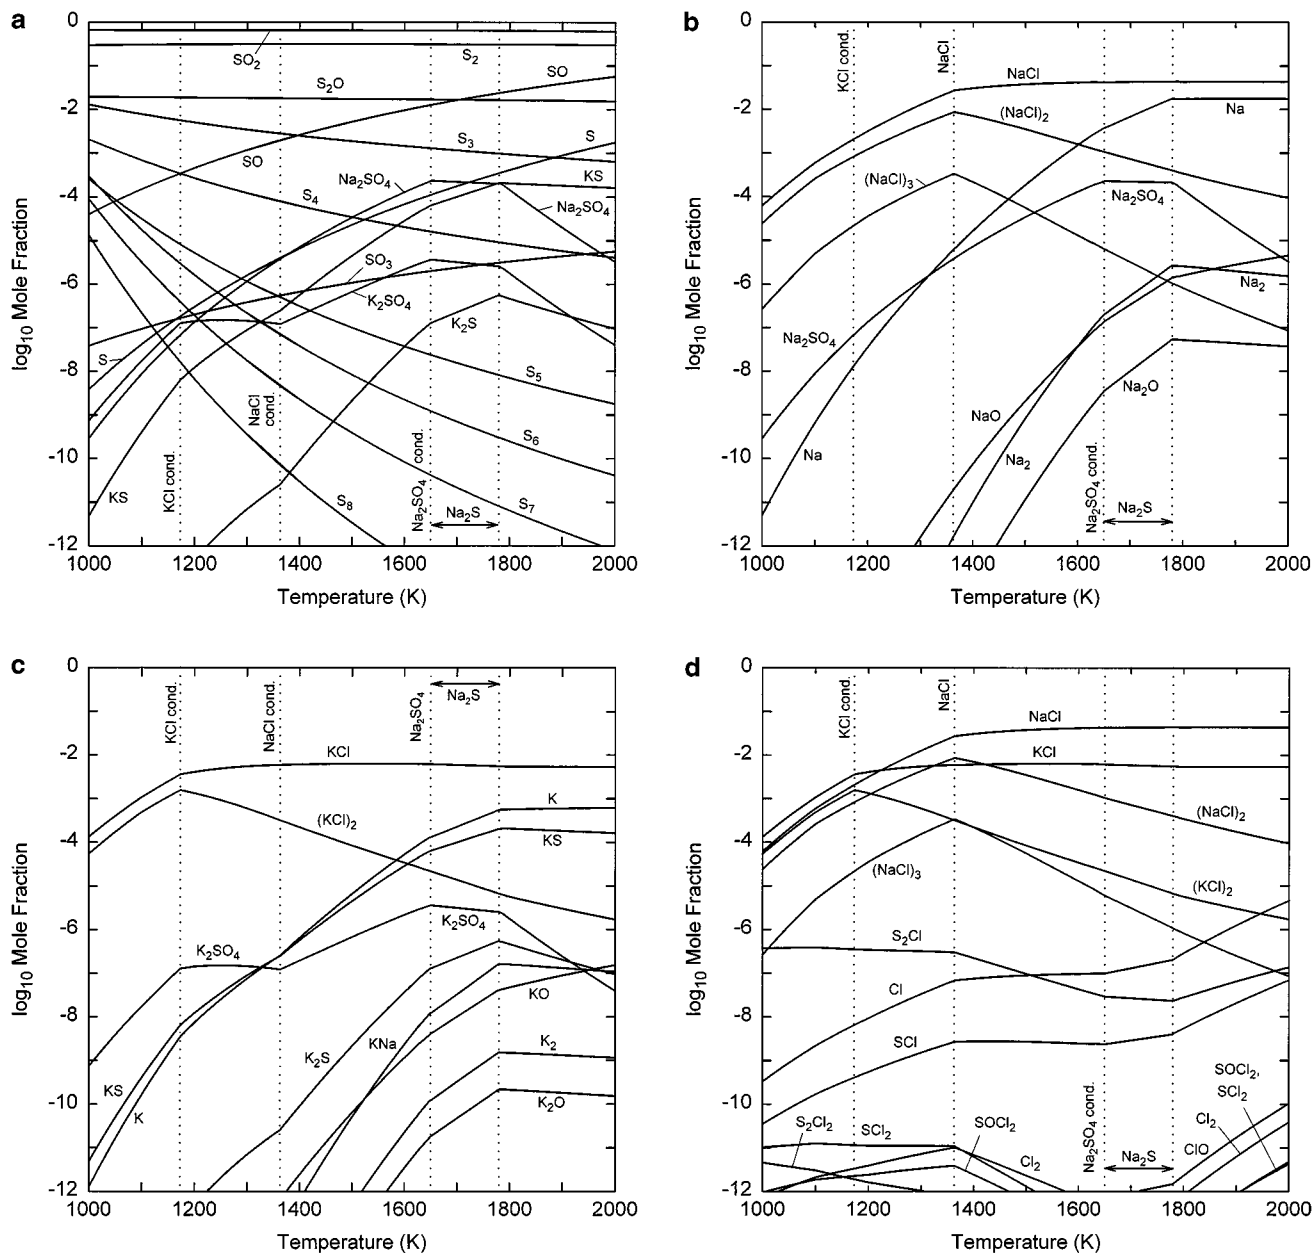 a
log₁₀ Mole Fraction
0
-2
-4
-6
-8
-10
-12
SO₂
S₂
SO
S₂O
S₃
S
SO
S₄
Na₂SO₄
KS
Na₂SO₄
SO₃
K₂SO₄
K₂S
S
S₅
S₆
S₇
S₈
KS
KCl cond.
NaCl cond.
Na₂SO₄ cond.
Na₂S
1000 1200 1400 1600 1800 2000
Temperature (K)
b
log₁₀ Mole Fraction
0
-2
-4
-6
-8
-10
-12
KCl cond.
NaCl
NaCl
(NaCl)₂
Na
(NaCl)₃
Na₂SO₄
Na₂
Na₂SO₄
Na₂O
NaO
Na
Na₂
Na₂SO₄ cond.
Na₂S
1000 1200 1400 1600 1800 2000
Temperature (K)
c
log₁₀ Mole Fraction
0
-2
-4
-6
-8
-10
-12
KCl cond.
NaCl cond.
Na₂SO₄
Na₂S
KCl
K
(KCl)₂
KS
K₂SO₄
K₂SO₄
KO
KNa
K₂S
K₂
KS
K
K₂O
1000 1200 1400 1600 1800 2000
Temperature (K)
d
log₁₀ Mole Fraction
0
-2
-4
-6
-8
-10
-12
KCl cond.
NaCl
NaCl
KCl
(NaCl)₂
(NaCl)₃
(KCl)₂
S₂Cl
Cl
SCl
SOCl₂,
SCl₂
S₂Cl₂
SCl₂
SOCl₂
Cl₂
Cl₂
ClO
Na₂SO₄ cond.
Na₂S
1000 1200 1400 1600 1800 2000
Temperature (K)